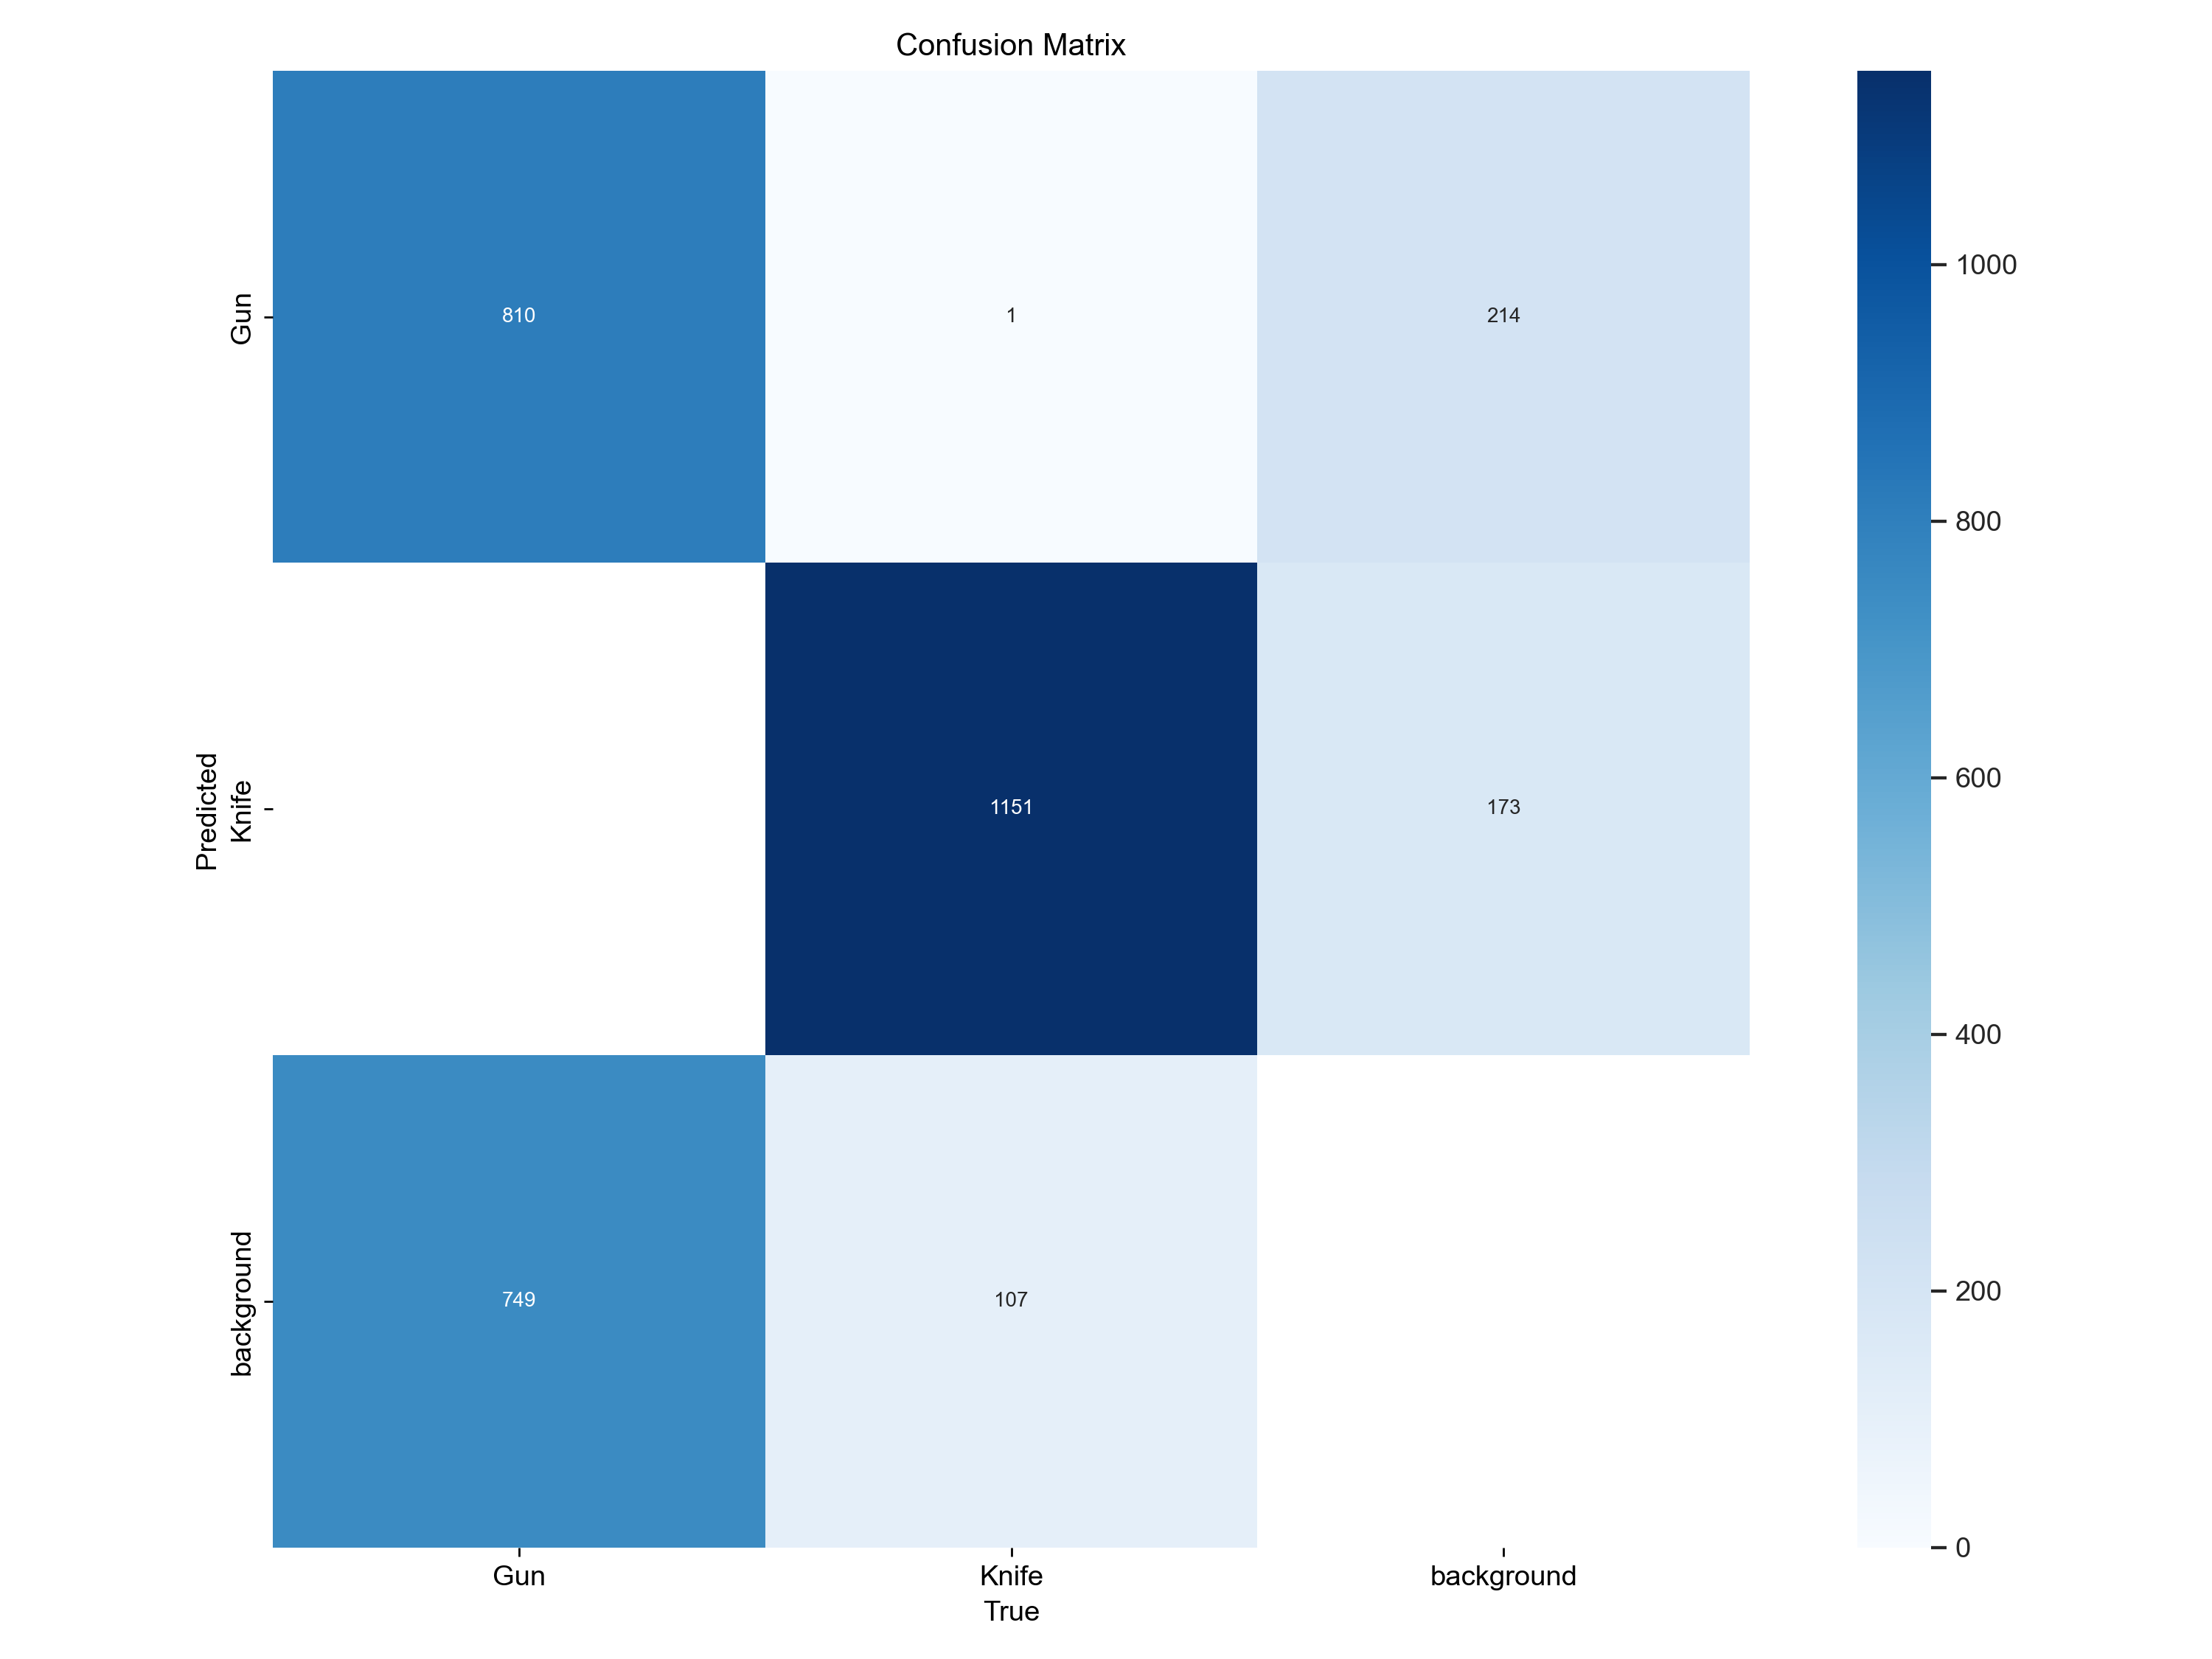 Confusion Matrix
Gun
810
1
214
Predicted
Knife
1151
173
background
749
107
Gun
Knife
background
True
1000
800
600
400
200
0